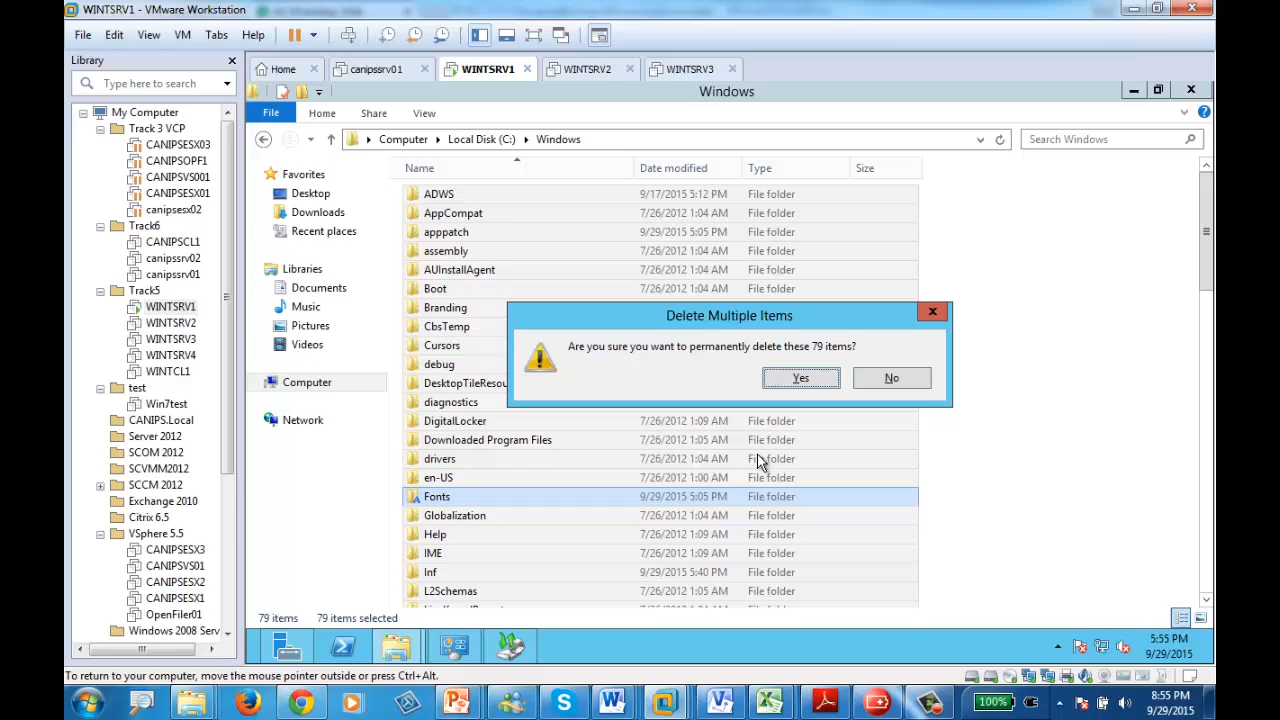 WINTSRV1 - VMware Workstation
File Edit View VM Tabs Help
Library
Type here to search
Home canipssrv01 WINTSRV1 WINTSRV2 WINTSRV3
My Computer
Track 3 VCP
CANIPSESX03
CANIPSOPF1
CANIPSVS001
CANIPSESX01
canipsesx02
Track6
CANIPSCL1
canipssrv02
canipssrv01
Track5
WINTSRV1
WINTSRV2
WINTSRV3
WINTSRV4
WINTCL1
test
Win7test
CANIPS.Local
Server 2012
SCOM 2012
SCVMM2012
SCCM 2012
Exchange 2010
Citrix 6.5
VSphere 5.5
CANIPSESX3
CANIPSVS01
CANIPSESX2
CANIPSESX1
OpenFiler01
Windows 2008 Serv
Windows
File Home Share View
Computer Local Disk (C:) Windows
Search Windows
Favorites
Desktop
Downloads
Recent places
Libraries
Documents
Music
Pictures
Videos
Computer
Network
Name Date modified Type Size
ADWS 9/17/2015 5:12 PM File folder
AppCompat 7/26/2012 1:04 AM File folder
apppatch 9/29/2015 5:05 PM File folder
assembly 7/26/2012 1:04 AM File folder
AUInstallAgent 7/26/2012 1:04 AM File folder
Boot 7/26/2012 1:04 AM File folder
Branding
CbsTemp
Cursors
debug
DesktopTileResou
diagnostics
DigitalLocker 7/26/2012 1:09 AM File folder
Downloaded Program Files 7/26/2012 1:05 AM File folder
drivers 7/26/2012 1:04 AM File folder
en-US 7/26/2012 1:09 AM File folder
Fonts 9/29/2015 5:05 PM File folder
Globalization 7/26/2012 1:04 AM File folder
Help 7/26/2012 1:09 AM File folder
IME 7/26/2012 1:09 AM File folder
Inf 9/29/2015 5:40 PM File folder
L2Schemas 7/26/2012 1:04 AM File folder
Delete Multiple Items
Are you sure you want to permanently delete these 79 items?
Yes No
79 items 79 items selected
5:55 PM
9/29/2015
To return to your computer, move the mouse pointer outside or press Ctrl+Alt.
100%
8:55 PM
9/29/2015